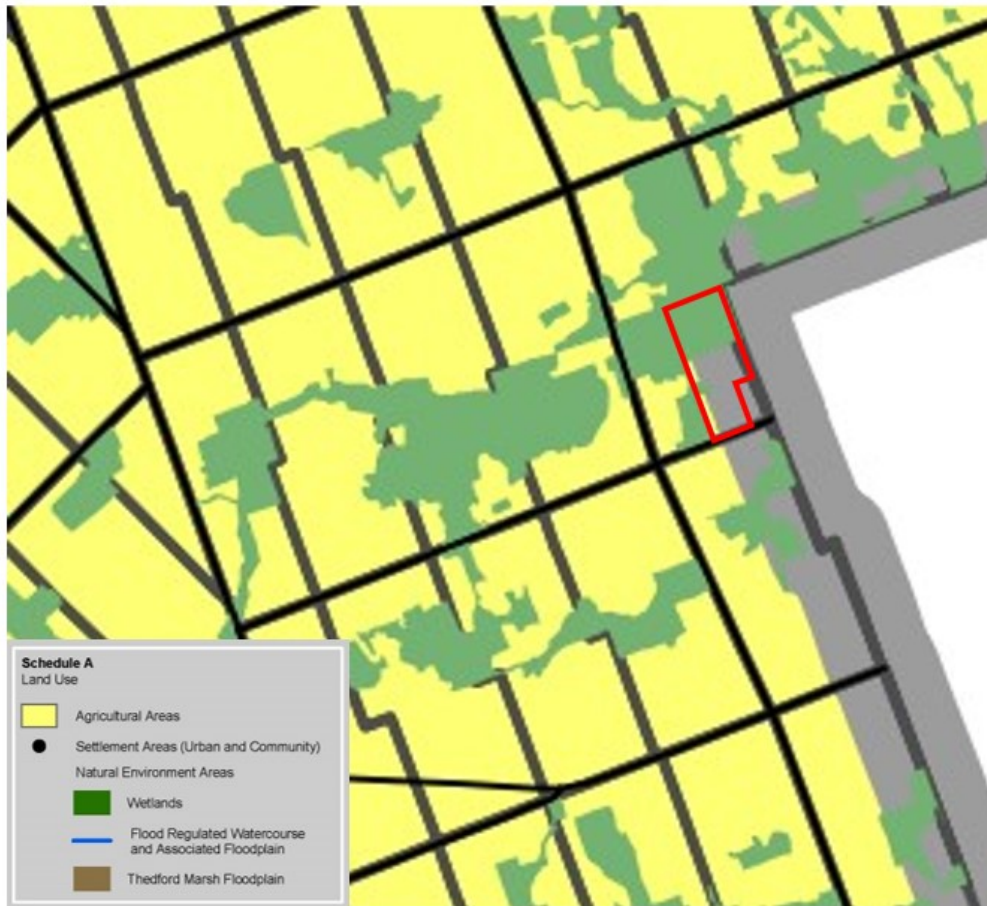 Schedule A
Land Use
Agricultural Areas
Settlement Areas (Urban and Community)
Natural Environment Areas
Wetlands
Flood Regulated Watercourse
and Associated Floodplain
Thedford Marsh Floodplain